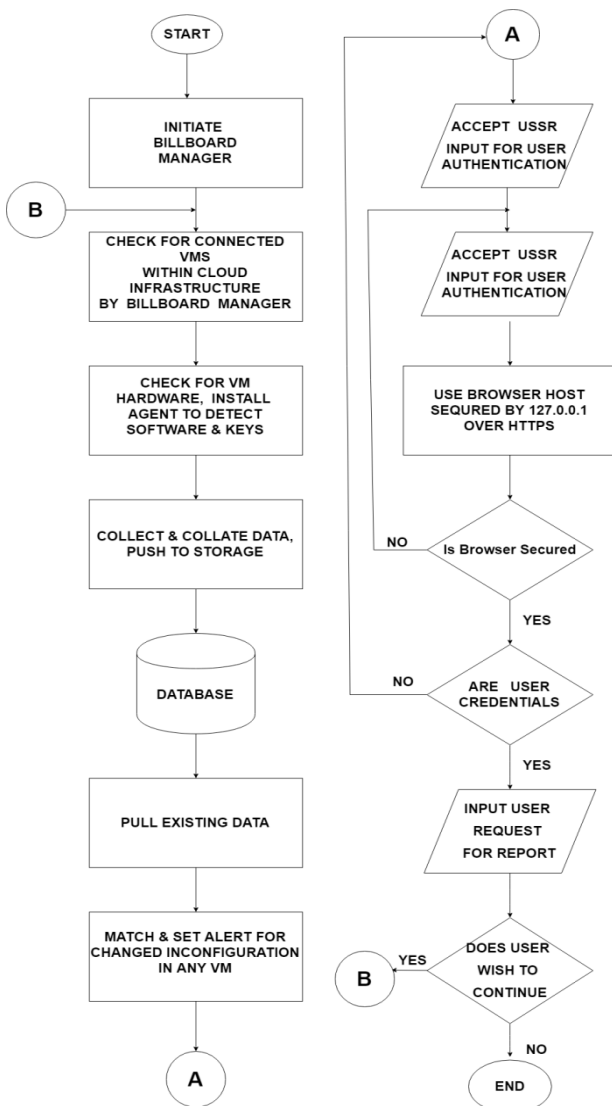 START
INITIATE
BILLBOARD
MANAGER
B
CHECK FOR CONNECTED
VMS
WITHIN CLOUD
INFRASTRUCTURE
BY BILLBOARD MANAGER
CHECK FOR VM
HARDWARE, INSTALL
AGENT TO DETECT
SOFTWARE & KEYS
COLLECT & COLLATE DATA,
PUSH TO STORAGE
DATABASE
PULL EXISTING DATA
MATCH & SET ALERT FOR
CHANGED INCONFIGURATION
IN ANY VM
A
A
ACCEPT USSR
INPUT FOR USER
AUTHENTICATION
ACCEPT USSR
INPUT FOR USER
AUTHENTICATION
USE BROWSER HOST
SEQURED BY 127.0.0.1
OVER HTTPS
Is Browser Secured
NO
YES
ARE USER
CREDENTIALS
NO
YES
INPUT USER
REQUEST
FOR REPORT
DOES USER
WISH TO
CONTINUE
YES
B
NO
END